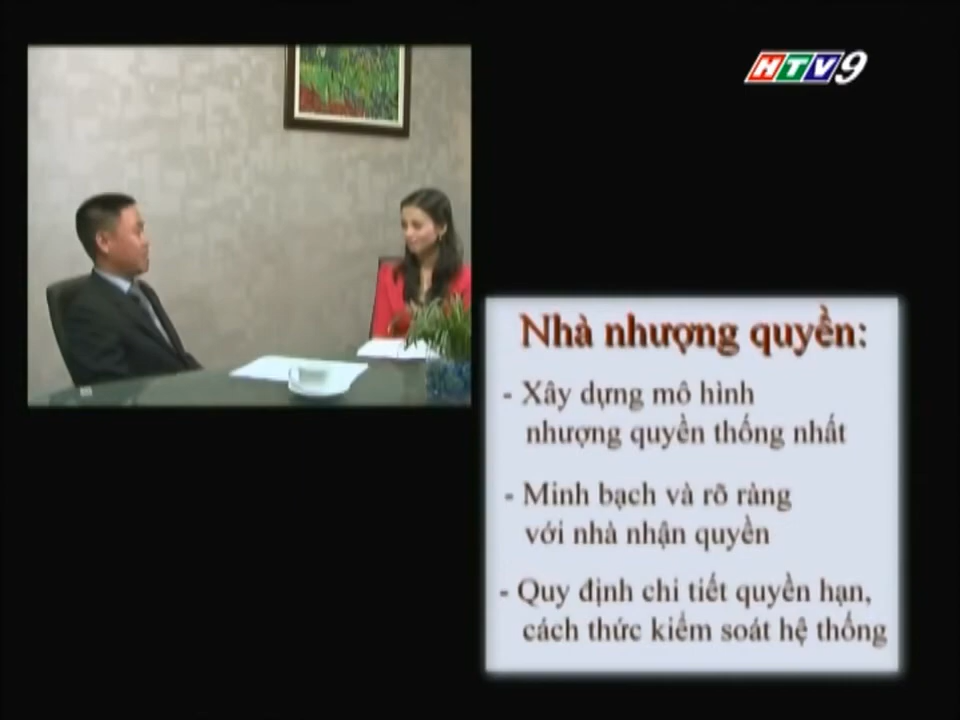 HTV9
Nhà nhượng quyền:
- Xây dựng mô hình
nhượng quyền thống nhất
- Minh bạch và rõ ràng
với nhà nhận quyền
- Quy định chi tiết quyền hạn,
cách thức kiểm soát hệ thống